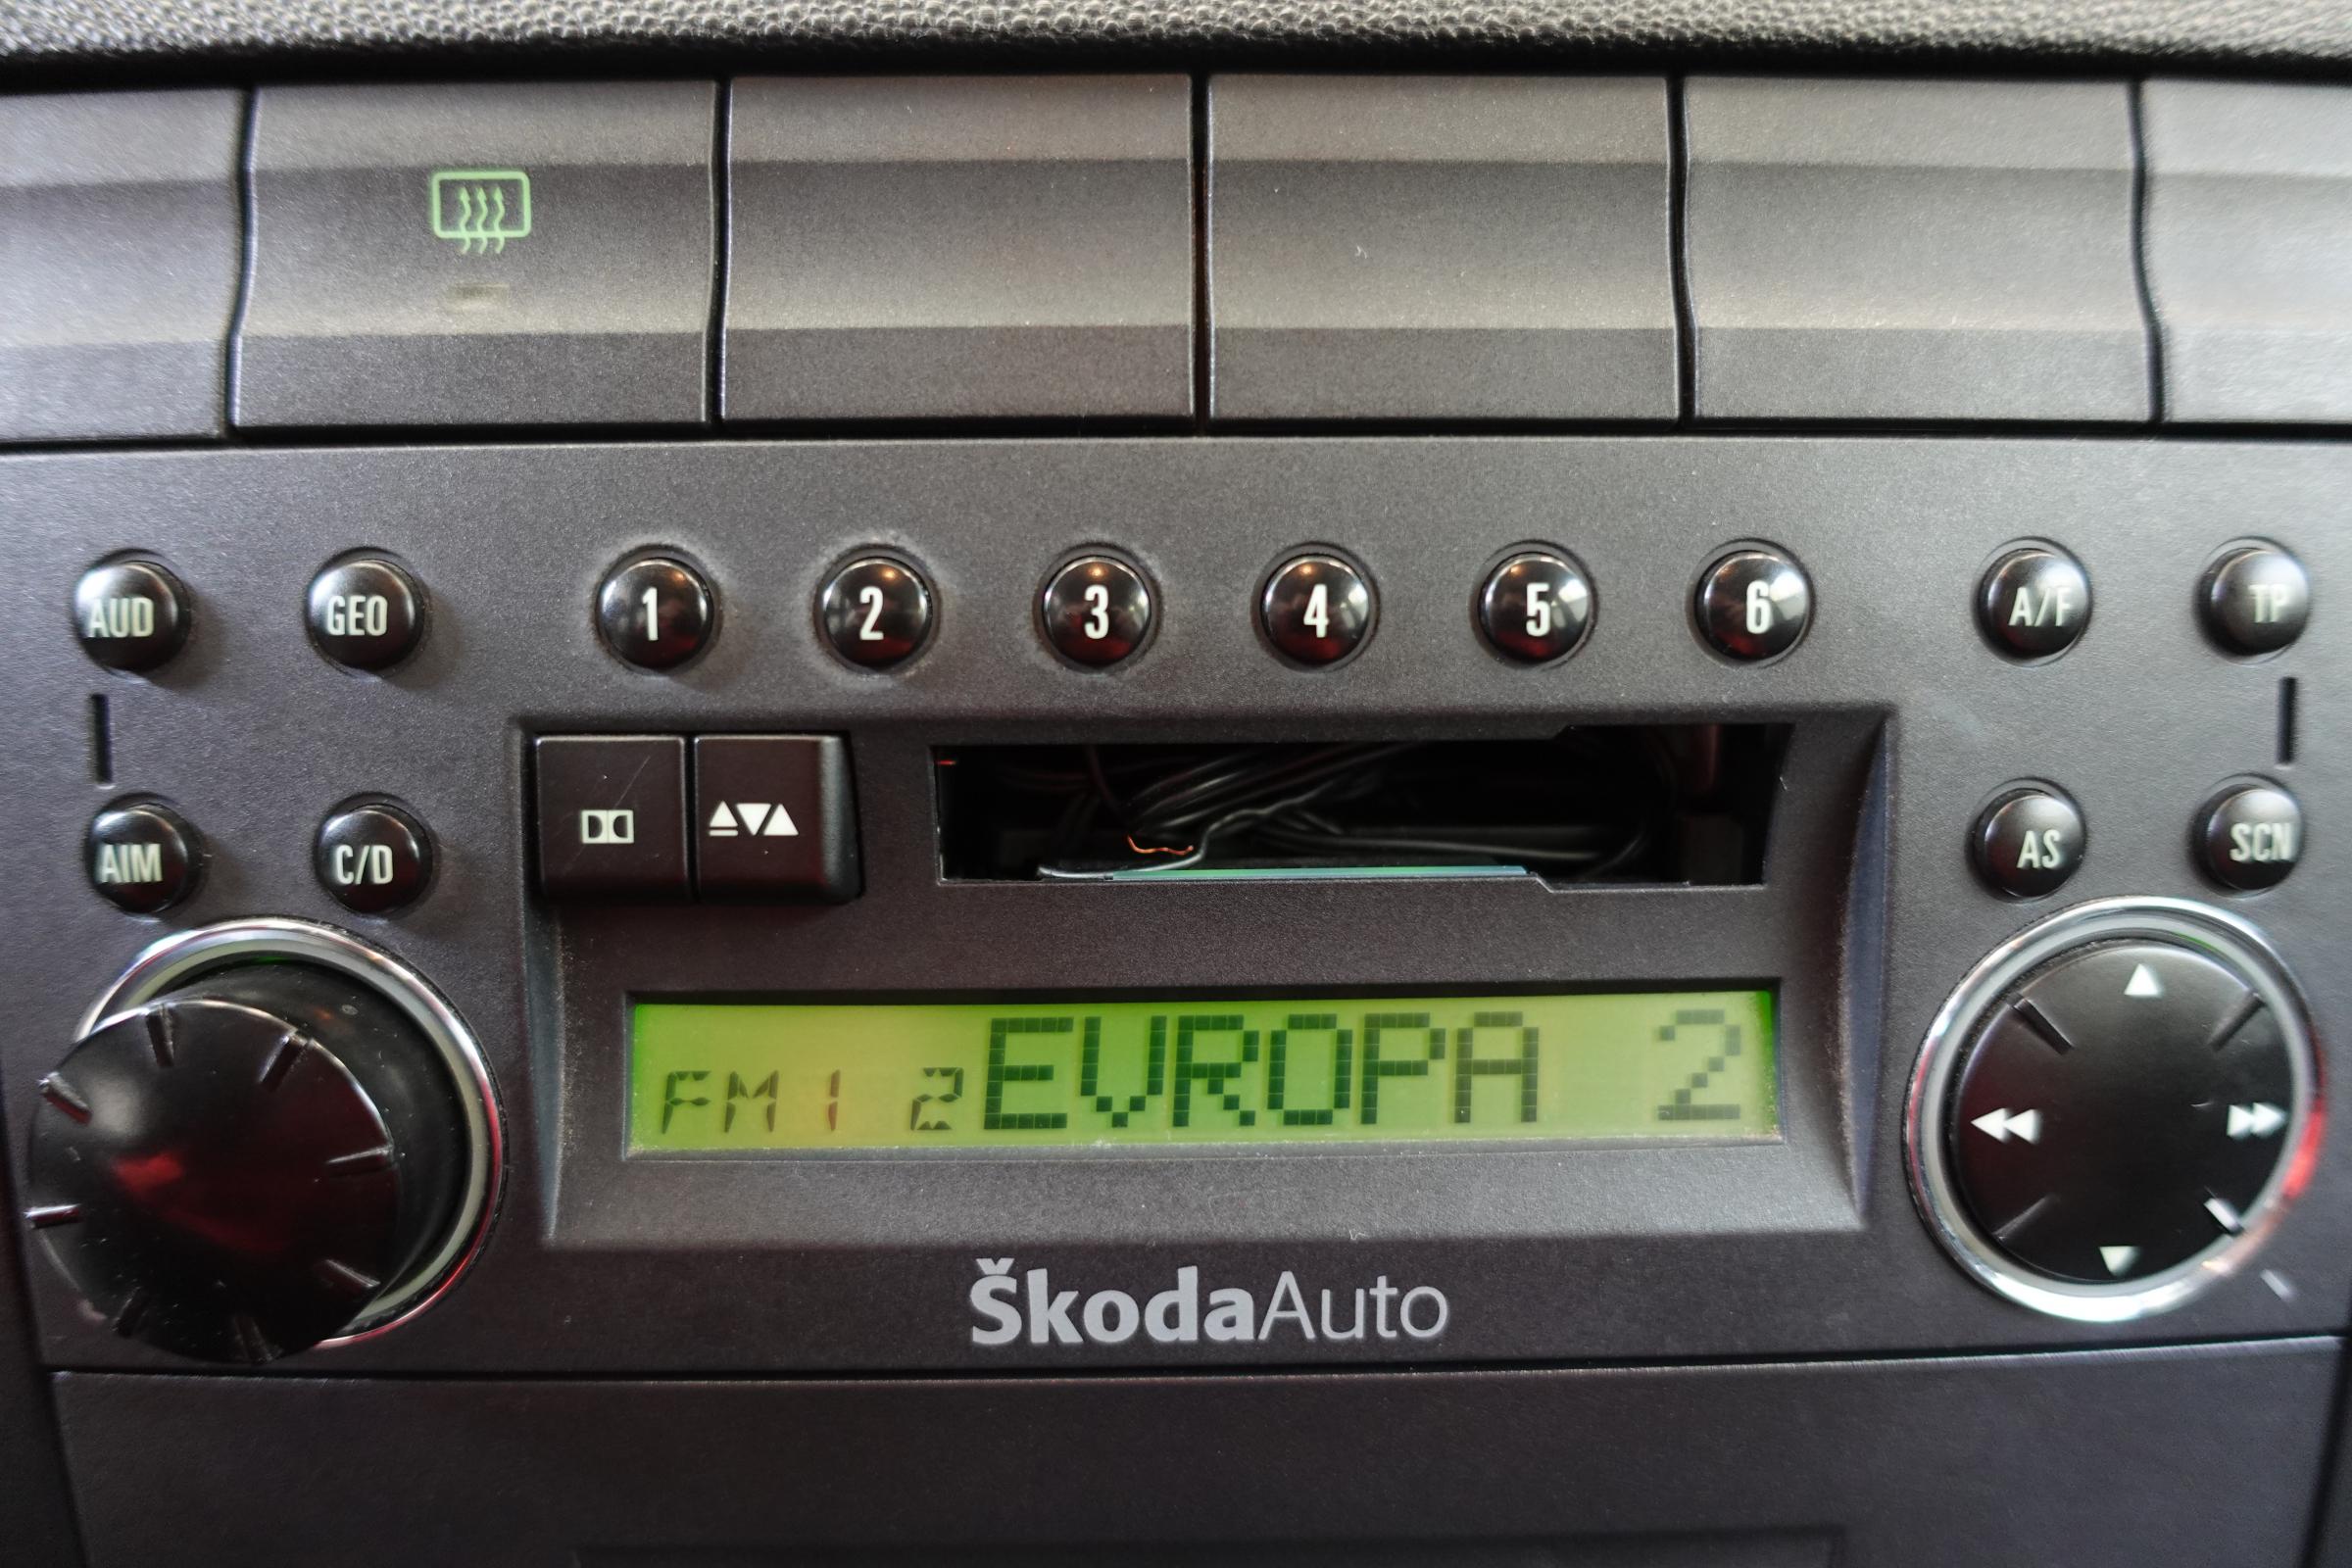 AUD GEO 1 2 3 4 5 6 A/F TP
AIM C/D AS SCN
FM1 2 EVROPA 2
ŠkodaAuto